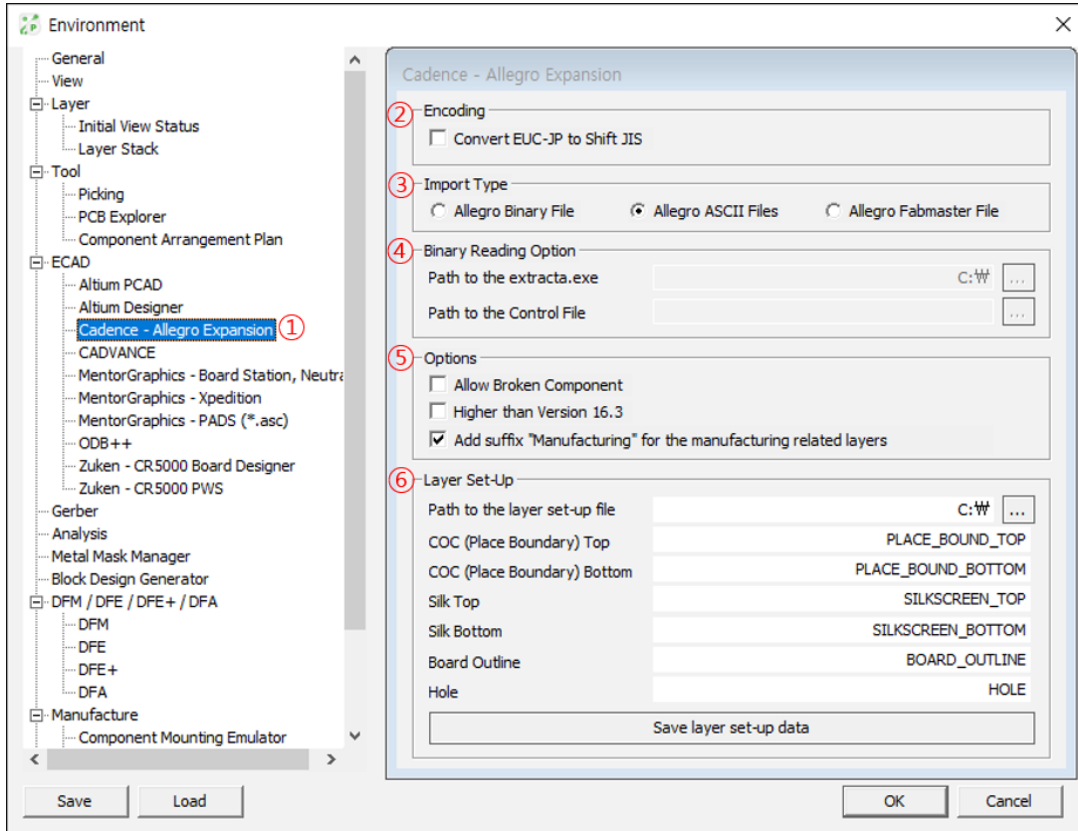 Environment
General
View
Layer
Initial View Status
Layer Stack
Tool
Picking
PCB Explorer
Component Arrangement Plan
ECAD
Altium PCAD
Altium Designer
Cadence - Allegro Expansion ①
CADVANCE
MentorGraphics - Board Station, Neutra
MentorGraphics - Xpedition
MentorGraphics - PADS (*.asc)
ODB++
Zuken - CR5000 Board Designer
Zuken - CR5000 PWS
Gerber
Analysis
Metal Mask Manager
Block Design Generator
DFM / DFE / DFE+ / DFA
DFM
DFE
DFE+
DFA
Manufacture
Component Mounting Emulator
Cadence - Allegro Expansion
② Encoding
Convert EUC-JP to Shift JIS
③ Import Type
Allegro Binary File Allegro ASCII Files Allegro Fabmaster File
④ Binary Reading Option
Path to the extracta.exe C:₩ ...
Path to the Control File ...
⑤ Options
Allow Broken Component
Higher than Version 16.3
Add suffix "Manufacturing" for the manufacturing related layers
⑥ Layer Set-Up
Path to the layer set-up file C:₩ ...
COC (Place Boundary) Top PLACE_BOUND_TOP
COC (Place Boundary) Bottom PLACE_BOUND_BOTTOM
Silk Top SILKSCREEN_TOP
Silk Bottom SILKSCREEN_BOTTOM
Board Outline BOARD_OUTLINE
Hole HOLE
Save layer set-up data
Save Load OK Cancel